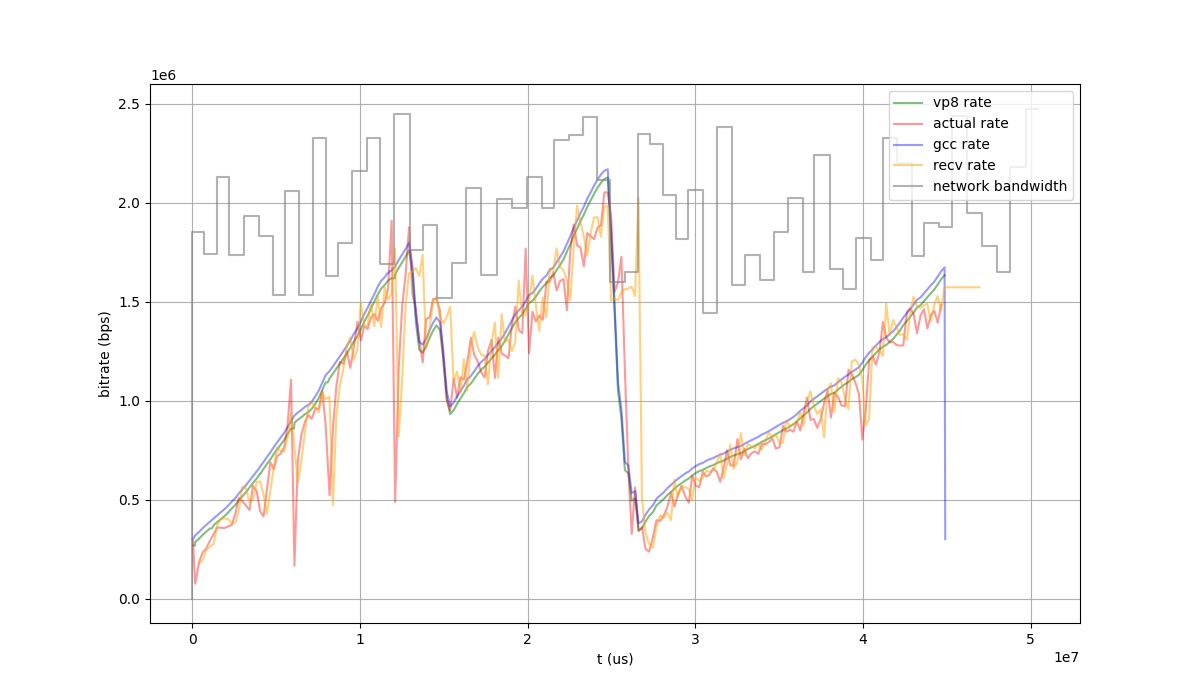 1e6
2.5
2.0
1.5
1.0
0.5
0.0
bitrate (bps)
vp8 rate
actual rate
gcc rate
recv rate
network bandwidth
0 1 2 3 4 5
t (us)
1e7